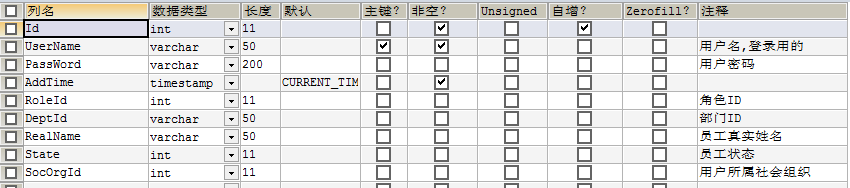 列名 数据类型 长度 默认 主键? 非空? Unsigned 自增? Zerofill? 注释
Id int 11
UserName varchar 50 用户名,登录用的
PassWord varchar 200 用户密码
AddTime timestamp CURRENT_TIM
RoleId int 11 角色ID
DeptId varchar 50 部门ID
RealName varchar 50 员工真实姓名
State int 11 员工状态
SocOrgId int 11 用户所属社会组织